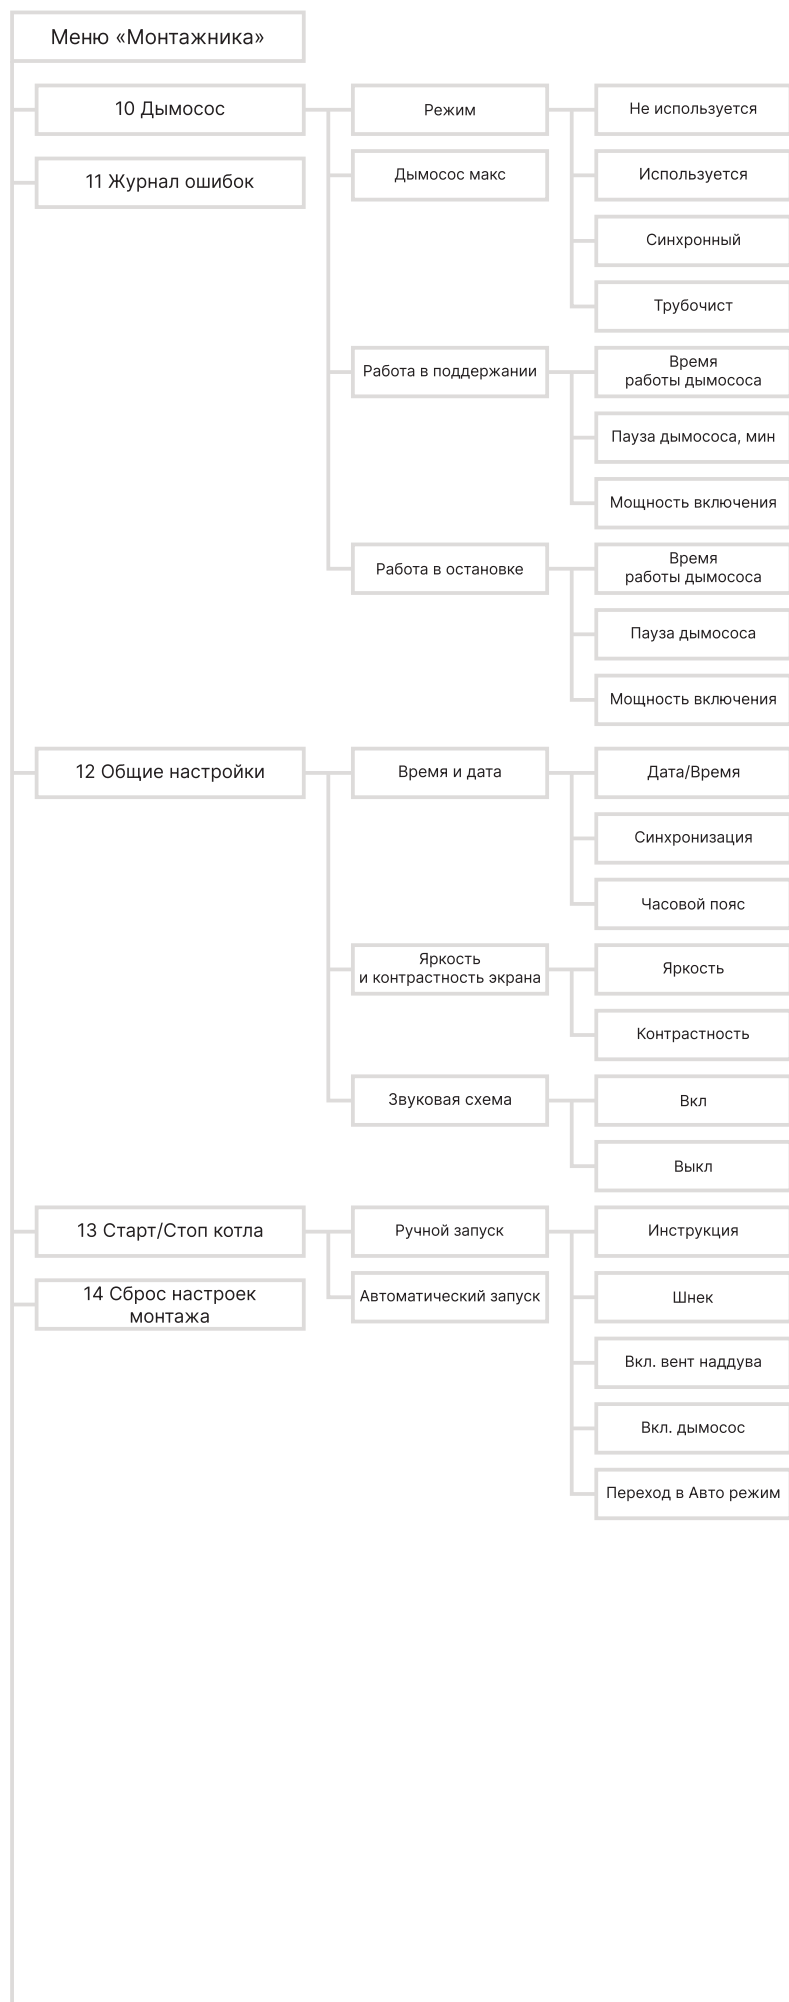 Меню «Монтажника»
10 Дымосос
Режим
Не используется
11 Журнал ошибок
Дымосос макс
Используется
Синхронный
Трубочист
Работа в поддержании
Время
работы дымососа
Пауза дымососа, мин
Мощность включения
Работа в остановке
Время
работы дымососа
Пауза дымососа
Мощность включения
12 Общие настройки
Время и дата
Дата/Время
Синхронизация
Часовой пояс
Яркость
и контрастность экрана
Яркость
Контрастность
Звуковая схема
Вкл
Выкл
13 Старт/Стоп котла
Ручной запуск
Инструкция
14 Сброс настроек
монтажа
Автоматический запуск
Шнек
Вкл. вент наддува
Вкл. дымосос
Переход в Авто режим